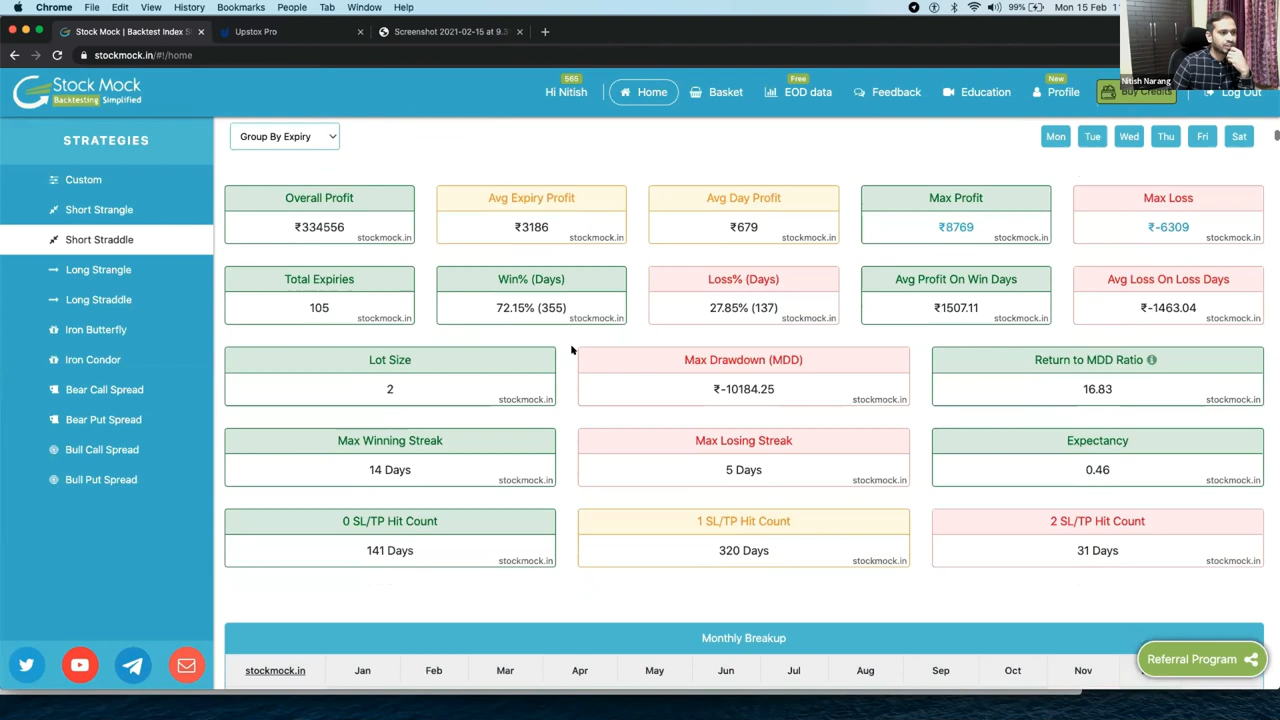 Chrome File Edit View History Bookmarks People Tab Window Help
99% Mon 15 Feb
Stock Mock | Backtest Index S
Upstox Pro
Screenshot 2021-02-15 at 9.3
stockmock.in/#!/home
Nitish Narang
Stock Mock
Backtesting Simplified
565
Hi Nitish
Home
Basket
Free
EOD data
Feedback
Education
New
Profile
Buy Credits
Log Out
STRATEGIES
Custom
Short Strangle
Short Straddle
Long Strangle
Long Straddle
Iron Butterfly
Iron Condor
Bear Call Spread
Bear Put Spread
Bull Call Spread
Bull Put Spread
Group By Expiry
Mon Tue Wed Thu Fri Sat
Overall Profit
₹334556
stockmock.in
Avg Expiry Profit
₹3186
stockmock.in
Avg Day Profit
₹679
stockmock.in
Max Profit
₹8769
stockmock.in
Max Loss
₹-6309
stockmock.in
Total Expiries
105
stockmock.in
Win% (Days)
72.15% (355)
stockmock.in
Loss% (Days)
27.85% (137)
stockmock.in
Avg Profit On Win Days
₹1507.11
stockmock.in
Avg Loss On Loss Days
₹-1463.04
stockmock.in
Lot Size
2
stockmock.in
Max Drawdown (MDD)
₹-10184.25
stockmock.in
Return to MDD Ratio
16.83
stockmock.in
Max Winning Streak
14 Days
stockmock.in
Max Losing Streak
5 Days
stockmock.in
Expectancy
0.46
stockmock.in
0 SL/TP Hit Count
141 Days
stockmock.in
1 SL/TP Hit Count
320 Days
stockmock.in
2 SL/TP Hit Count
31 Days
stockmock.in
Monthly Breakup
stockmock.in Jan Feb Mar Apr May Jun Jul Aug Sep Oct Nov
Referral Program